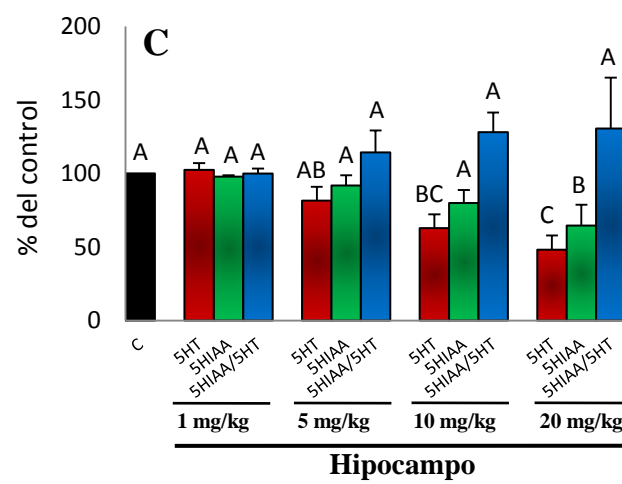 200
C
% del control
150
100
50
0
A
A A A
AB A A
BC A A
C B A
C 5HT 5HIAA 5HIAA/5HT 5HT 5HIAA 5HIAA/5HT 5HT 5HIAA 5HIAA/5HT 5HT 5HIAA 5HIAA/5HT
1 mg/kg 5 mg/kg 10 mg/kg 20 mg/kg
Hipocampo